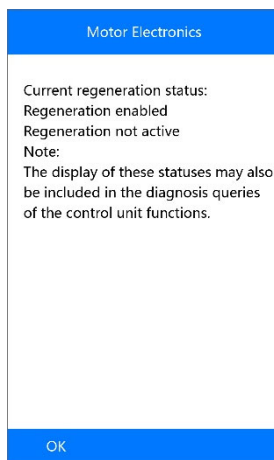 Motor Electronics
Current regeneration status:
Regeneration enabled
Regeneration not active
Note:
The display of these statuses may also
be included in the diagnosis queries
of the control unit functions.
OK